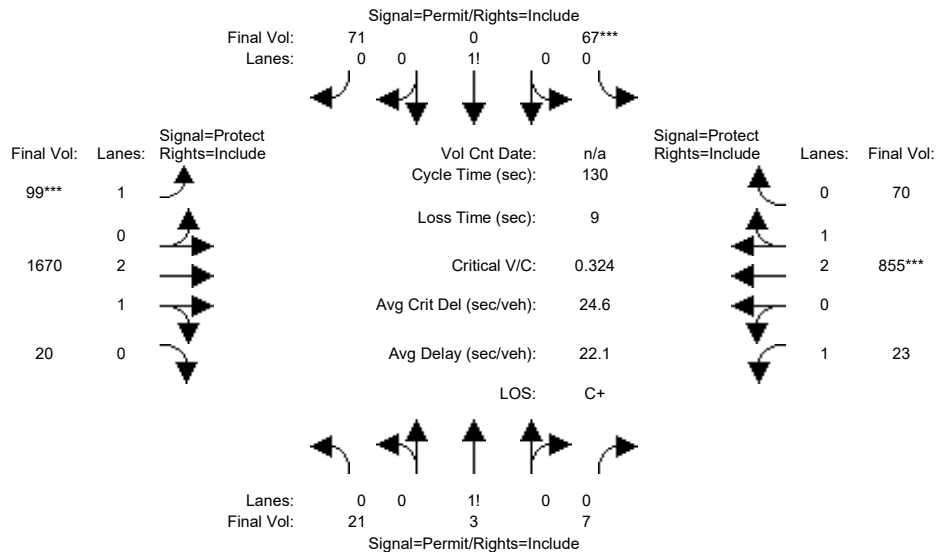 Signal=Permit/Rights=Include
Final Vol: 71 0 67***
Lanes: 0 0 1! 0 0
Signal=Protect
Final Vol: Lanes: Rights=Include
Vol Cnt Date: n/a
Signal=Protect
Rights=Include Lanes: Final Vol:
Cycle Time (sec): 130
99*** 1
0 70
Loss Time (sec): 9
0
1
1670 2
Critical V/C: 0.324
2 855***
1
Avg Crit Del (sec/veh): 24.6
0
20 0
Avg Delay (sec/veh): 22.1
1 23
LOS: C+
Lanes: 0 0 1! 0 0
Final Vol: 21 3 7
Signal=Permit/Rights=Include